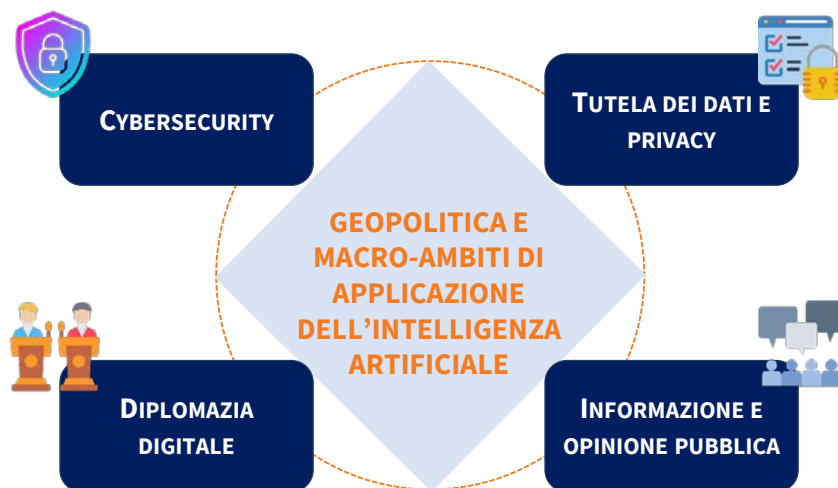 CYBERSECURITY
TUTELA DEI DATI E
PRIVACY
GEOPOLITICA E
MACRO-AMBITI DI
APPLICAZIONE
DELL’INTELLIGENZA
ARTIFICIALE
DIPLOMAZIA
DIGITALE
INFORMAZIONE E
OPINIONE PUBBLICA